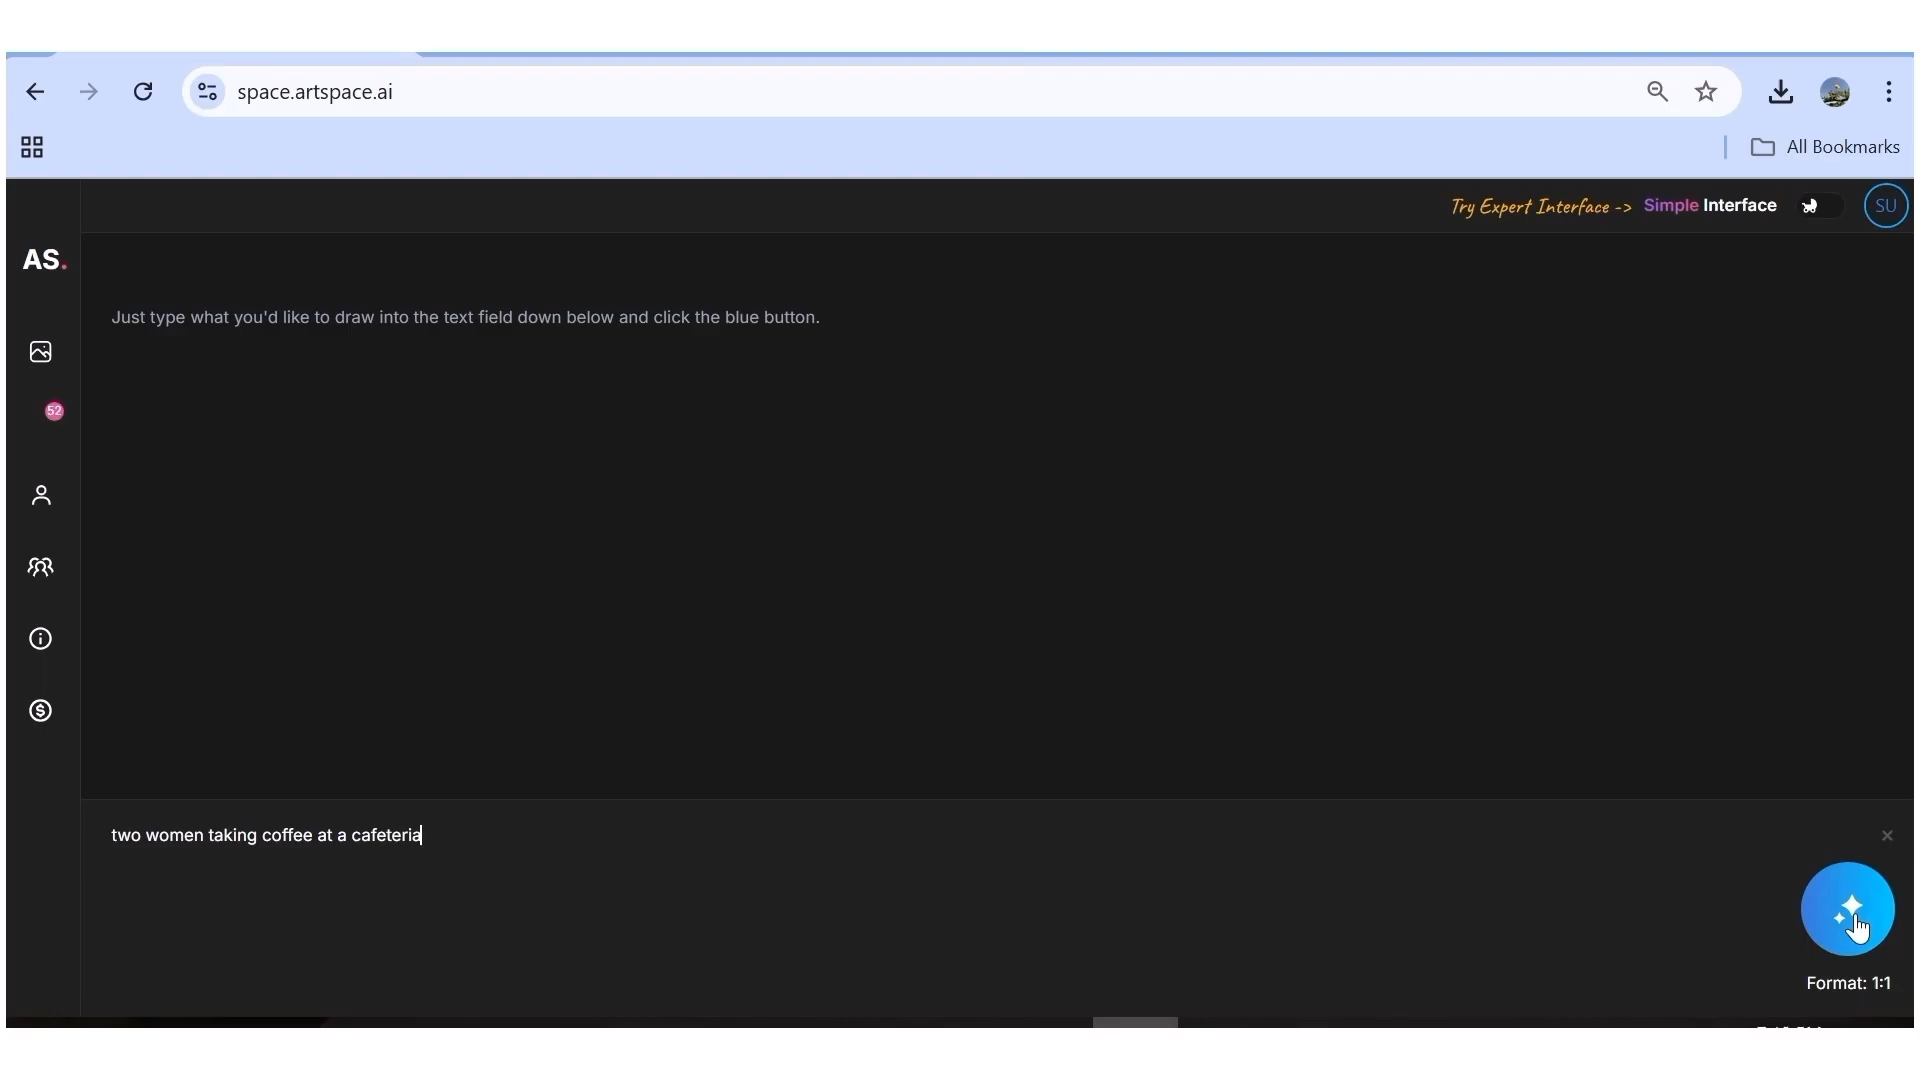 space.artspace.ai
All Bookmarks
Try Expert Interface -> Simple Interface
SU
AS.
Just type what you'd like to draw into the text field down below and click the blue button.
52
two women taking coffee at a cafeteria
Format: 1:1